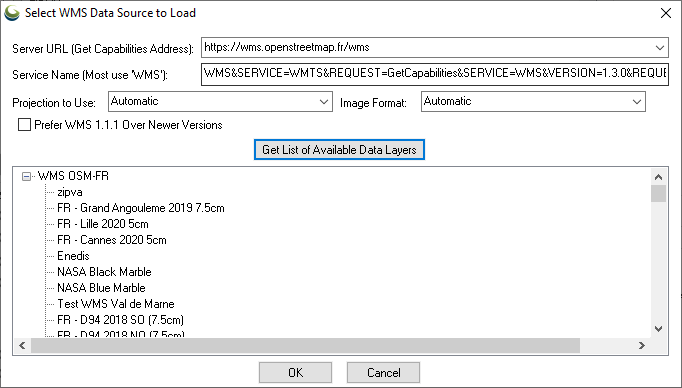 Select WMS Data Source to Load
Server URL (Get Capabilities Address): https://wms.openstreetmap.fr/wms
Service Name (Most use 'WMS'): WMS&SERVICE=WMTS&REQUEST=GetCapabilities&SERVICE=WMS&VERSION=1.3.0&REQUE
Projection to Use: Automatic Image Format: Automatic
Prefer WMS 1.1.1 Over Newer Versions
Get List of Available Data Layers
WMS OSM-FR
zipva
FR - Grand Angouleme 2019 7.5cm
FR - Lille 2020 5cm
FR - Cannes 2020 5cm
Enedis
NASA Black Marble
NASA Blue Marble
Test WMS Val de Marne
FR - D94 2018 SO (7.5cm)
FR - D94 2018 NO (7.5cm)
OK Cancel